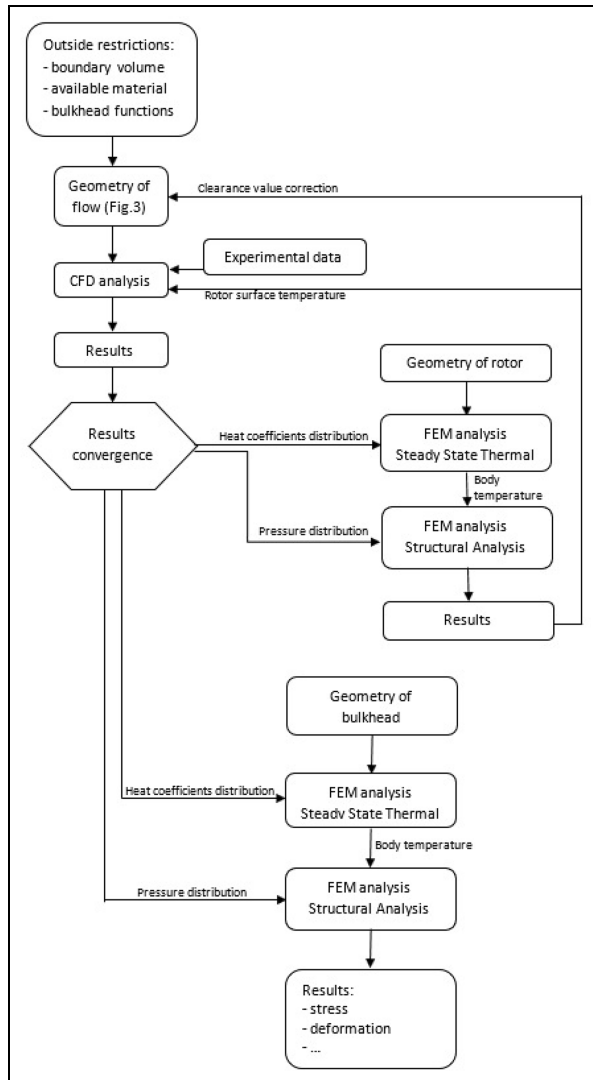 Outside restrictions:
- boundary volume
- available material
- bulkhead functions
Geometry of
flow (Fig.3)
Clearance value correction
Experimental data
CFD analysis
Rotor surface temperature
Results
Geometry of rotor
Results
convergence
Heat coefficients distribution
FEM analysis
Steady State Thermal
Body
temperature
Pressure distribution
FEM analysis
Structural Analysis
Results
Geometry of
bulkhead
Heat coefficients distribution
FEM analysis
Steady State Thermal
Body temperature
Pressure distribution
FEM analysis
Structural Analysis
Results:
- stress
- deformation
- ...